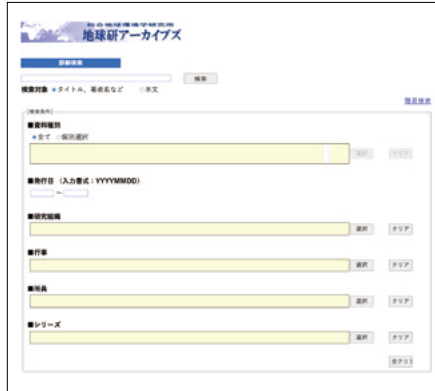 総合地球環境学研究所
地球研アーカイブズ
詳細検索
検索
検索対象 ●タイトル、著者名など ○本文
簡易検索
[検索条件]
■資料種別
●全て ○個別選択
選択 クリア
■発行日 (入力書式：YYYYMMDD)
～
■研究組織
選択 クリア
■行事
選択 クリア
■所員
選択 クリア
■シリーズ
選択 クリア
全クリア